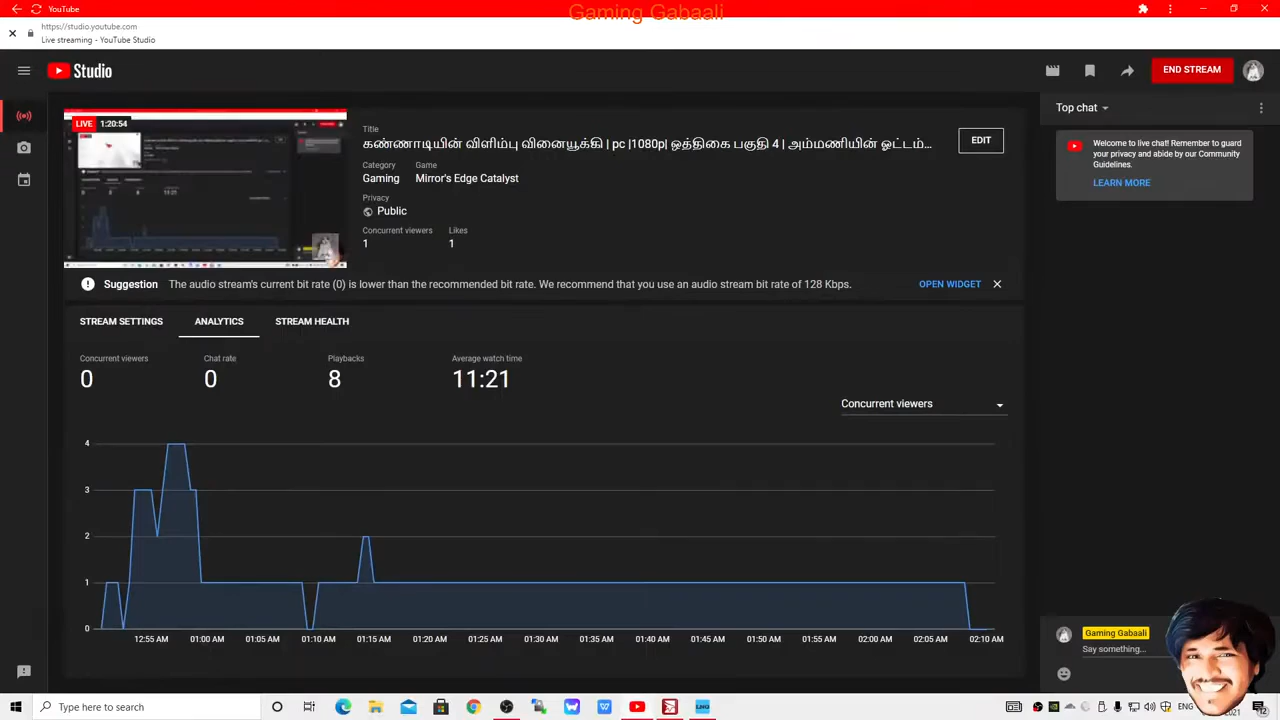 YouTube
Gaming Gabaali
https://studio.youtube.com
Live streaming - YouTube Studio
Studio
END STREAM
LIVE 1:20:54
Title
கண்ணாடியின் விளிம்பு வினையூக்கி | pc |1080p| ஒத்திகை பகுதி 4 | அம்மணியின் ஓட்டம்...
EDIT
Category
Game
Gaming
Mirror's Edge Catalyst
Privacy
Public
Concurrent viewers
Likes
1
1
Suggestion The audio stream's current bit rate (0) is lower than the recommended bit rate. We recommend that you use an audio stream bit rate of 128 Kbps.
OPEN WIDGET
STREAM SETTINGS
ANALYTICS
STREAM HEALTH
Concurrent viewers
Chat rate
Playbacks
Average watch time
0
0
8
11:21
Concurrent viewers
4
3
2
1
0
12:55 AM 01:00 AM 01:05 AM 01:10 AM 01:15 AM 01:20 AM 01:25 AM 01:30 AM 01:35 AM 01:40 AM 01:45 AM 01:50 AM 01:55 AM 02:00 AM 02:05 AM 02:10 AM
Top chat
Welcome to live chat! Remember to guard
your privacy and abide by our Community
Guidelines.
LEARN MORE
Gaming Gabaali
Say something...
Type here to search
ENG
2021
12